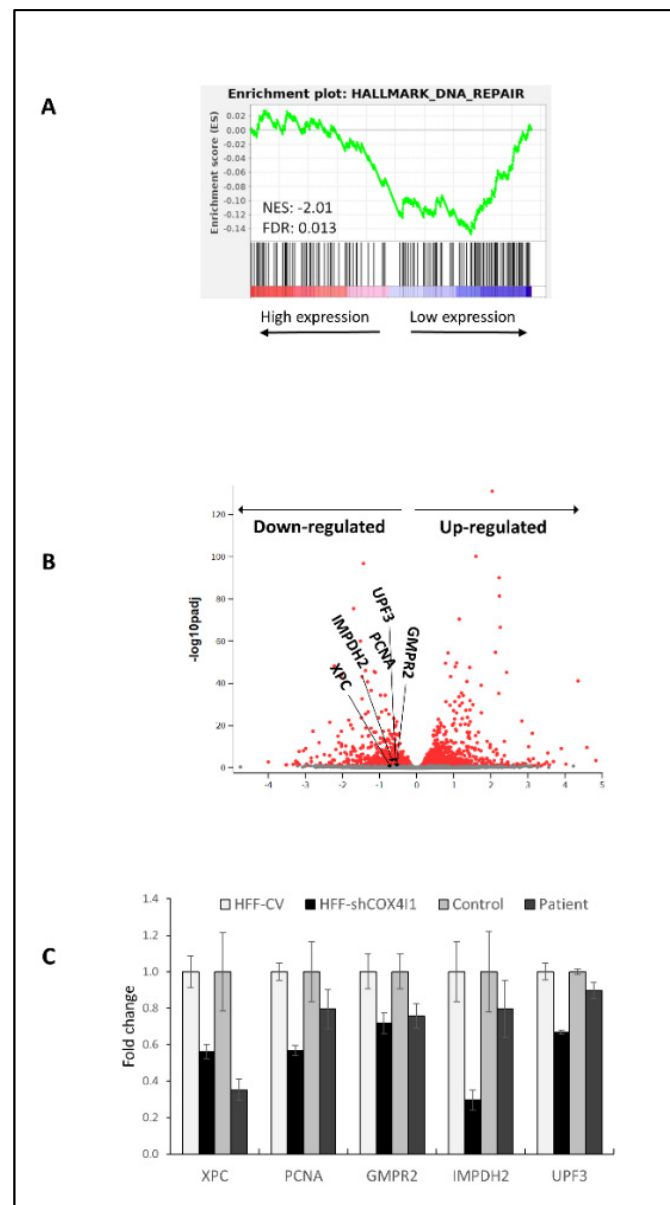 A
Enrichment plot: HALLMARK_DNA_REPAIR
Enrichment score (ES)
0.02
0.00
-0.02
-0.04
-0.06
-0.08
-0.10
-0.12
-0.14
NES: -2.01
FDR: 0.013
High expression
Low expression
B
Down-regulated
Up-regulated
-log10padj
120
100
80
60
40
20
0
UPF3
IMPDH2
PCNA
GMPR2
XPC
-4 -3 -2 -1 0 1 2 3 4 5
C
HFF-CV HFF-shCOX4I1 Control Patient
Fold change
1.4
1.2
1.0
0.8
0.6
0.4
0.2
0.0
XPC PCNA GMPR2 IMPDH2 UPF3